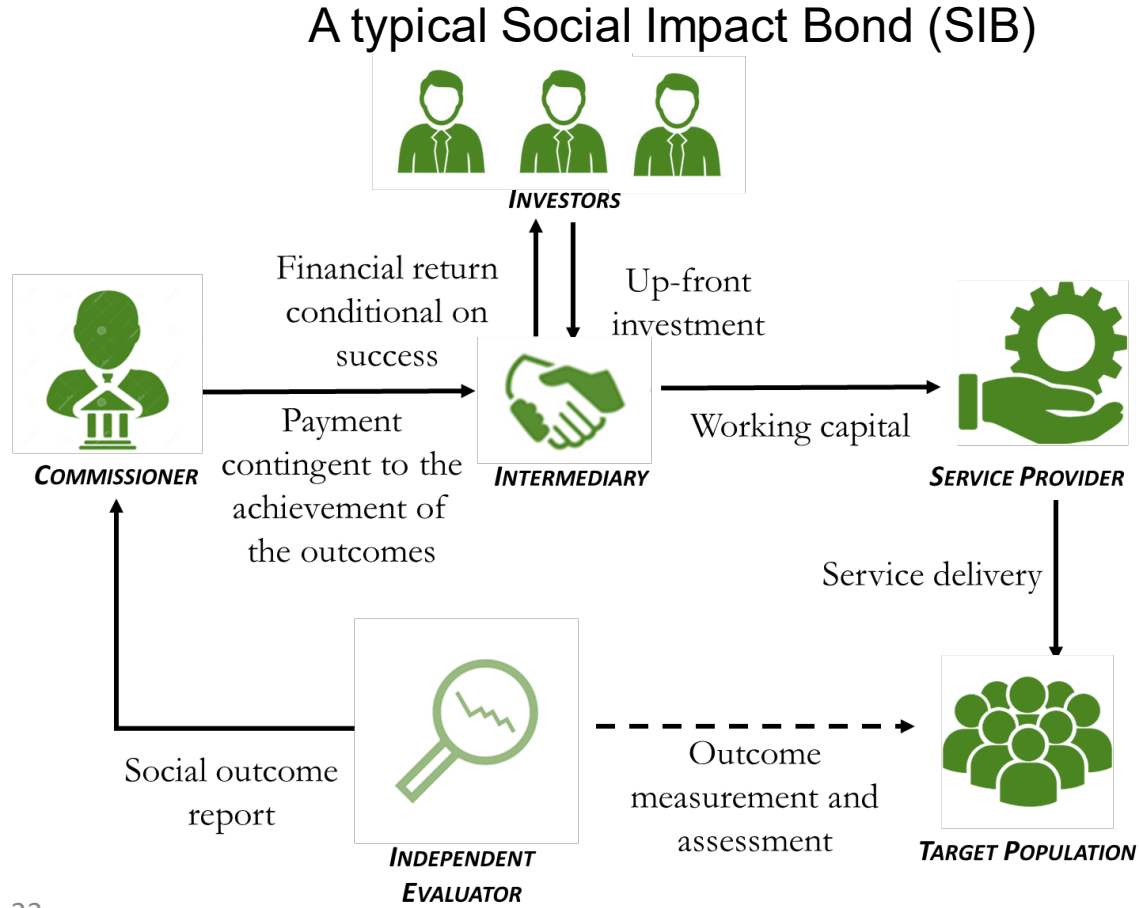 A typical Social Impact Bond (SIB)
INVESTORS
Financial return
conditional on
success
Up-front
investment
Payment
contingent to the
achievement of
the outcomes
Working capital
COMMISSIONER
INTERMEDIARY
SERVICE PROVIDER
Service delivery
Social outcome
report
Outcome
measurement and
assessment
INDEPENDENT
EVALUATOR
TARGET POPULATION